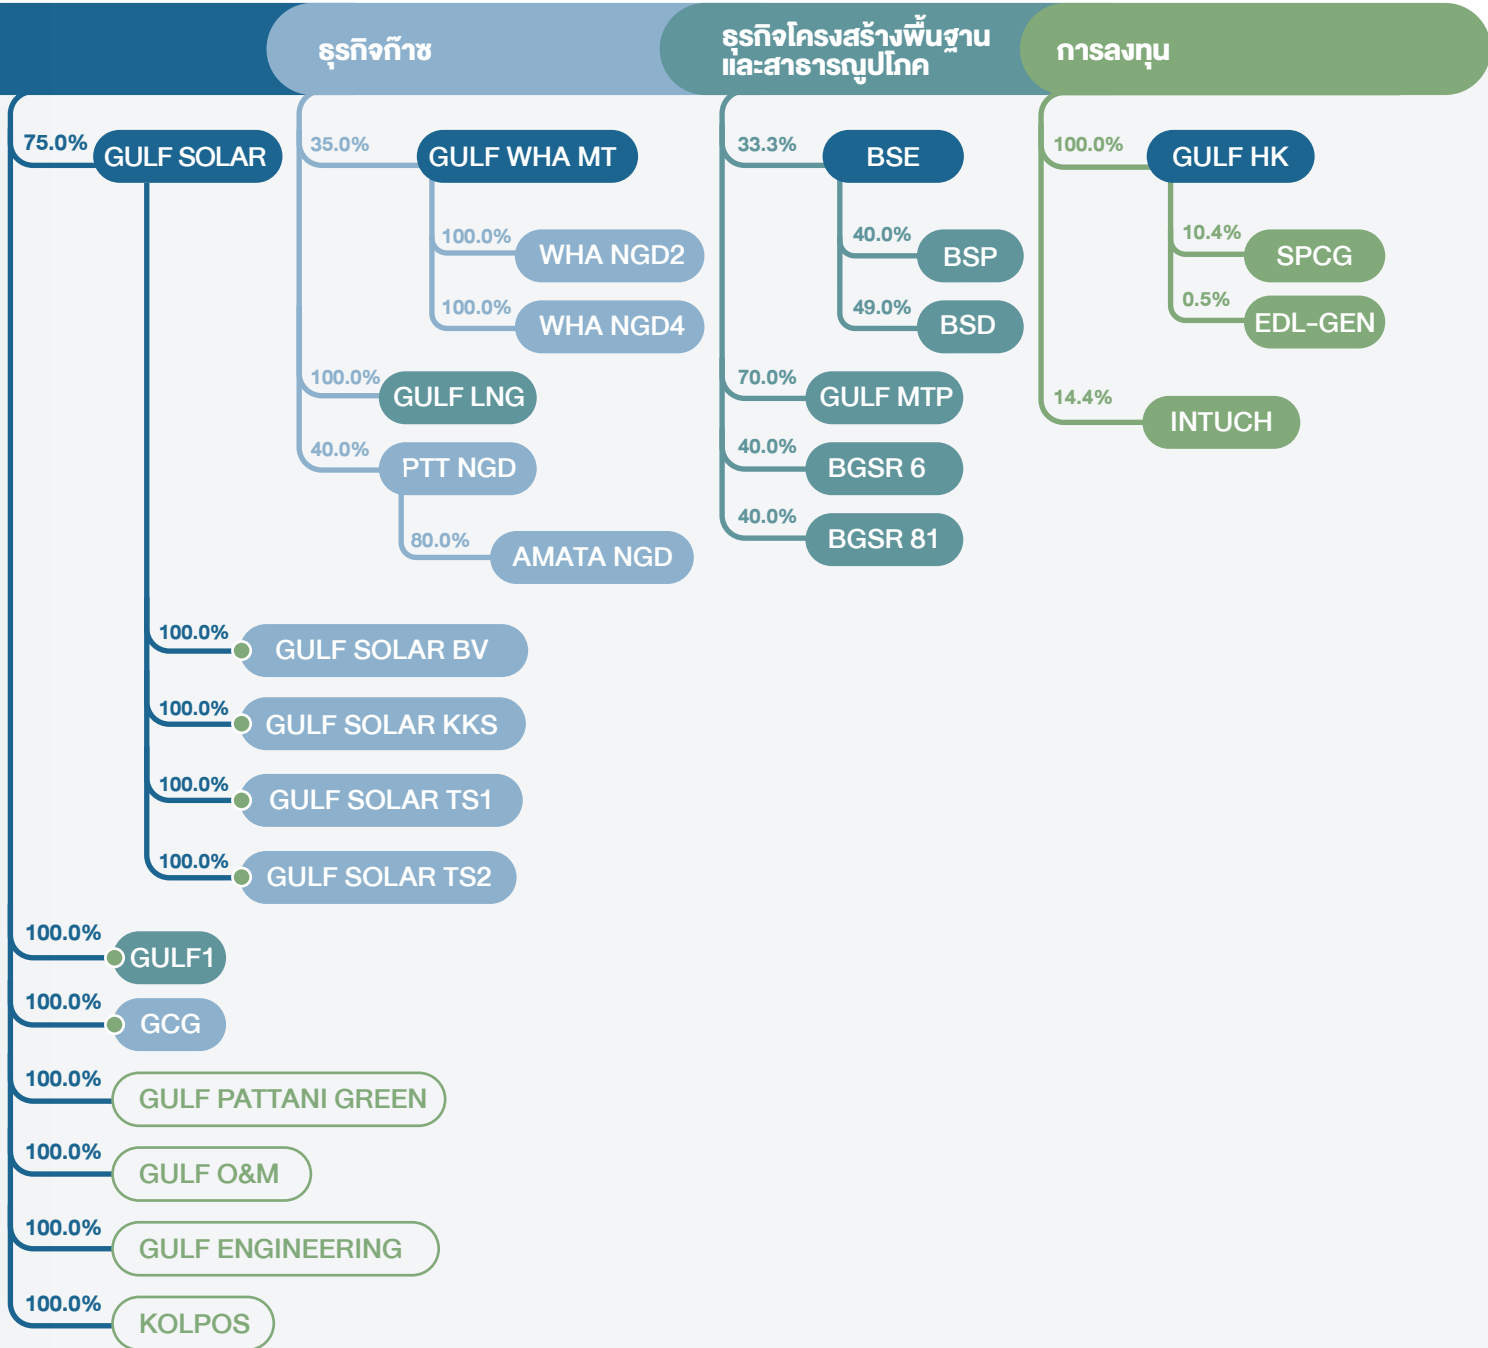 ธุรกิจก๊าซ
ธุรกิจโครงสร้างพื้นฐาน
และสาธารณูปโภค
การลงทุน
75.0%
GULF SOLAR
100.0%
GULF SOLAR BV
100.0%
GULF SOLAR KKS
100.0%
GULF SOLAR TS1
100.0%
GULF SOLAR TS2
100.0%
GULF1
100.0%
GCG
100.0%
GULF PATTANI GREEN
100.0%
GULF O&M
100.0%
GULF ENGINEERING
100.0%
KOLPOS
35.0%
GULF WHA MT
100.0%
WHA NGD2
100.0%
WHA NGD4
100.0%
GULF LNG
40.0%
PTT NGD
80.0%
AMATA NGD
33.3%
BSE
40.0%
BSP
49.0%
BSD
70.0%
GULF MTP
40.0%
BGSR 6
40.0%
BGSR 81
100.0%
GULF HK
10.4%
SPCG
0.5%
EDL-GEN
14.4%
INTUCH